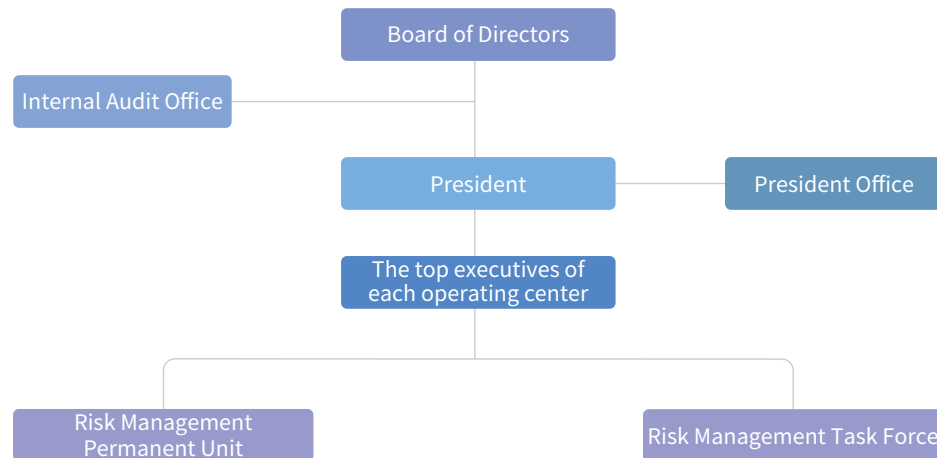 Board of Directors
Internal Audit Office
President
President Office
The top executives of
each operating center
Risk Management
Permanent Unit
Risk Management Task Force